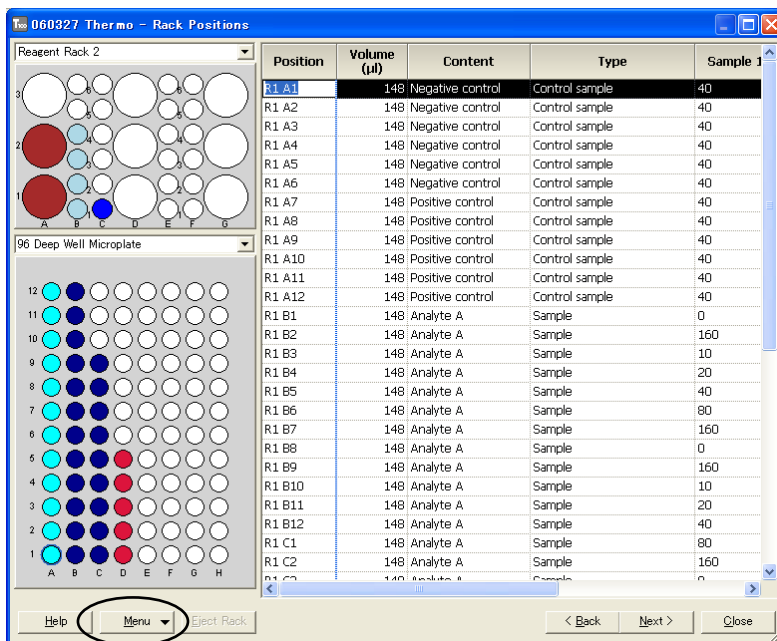 T100 060327 Thermo - Rack Positions
Reagent Rack 2
3
6
5
2
4
3
1
2
1
1
A B C D E F G
96 Deep Well Microplate
12
11
10
9
8
7
6
5
4
3
2
1
A B C D E F G H
Position Volume (µl) Content Type Sample 1
R1 A1 148 Negative control Control sample 40
R1 A2 148 Negative control Control sample 40
R1 A3 148 Negative control Control sample 40
R1 A4 148 Negative control Control sample 40
R1 A5 148 Negative control Control sample 40
R1 A6 148 Negative control Control sample 40
R1 A7 148 Positive control Control sample 40
R1 A8 148 Positive control Control sample 40
R1 A9 148 Positive control Control sample 40
R1 A10 148 Positive control Control sample 40
R1 A11 148 Positive control Control sample 40
R1 A12 148 Positive control Control sample 40
R1 B1 148 Analyte A Sample 0
R1 B2 148 Analyte A Sample 160
R1 B3 148 Analyte A Sample 10
R1 B4 148 Analyte A Sample 20
R1 B5 148 Analyte A Sample 40
R1 B6 148 Analyte A Sample 80
R1 B7 148 Analyte A Sample 160
R1 B8 148 Analyte A Sample 0
R1 B9 148 Analyte A Sample 160
R1 B10 148 Analyte A Sample 10
R1 B11 148 Analyte A Sample 20
R1 B12 148 Analyte A Sample 40
R1 C1 148 Analyte A Sample 80
R1 C2 148 Analyte A Sample 160
R1 C3 148 Analyte A Sample 0
Help Menu Eject Rack < Back Next > Close